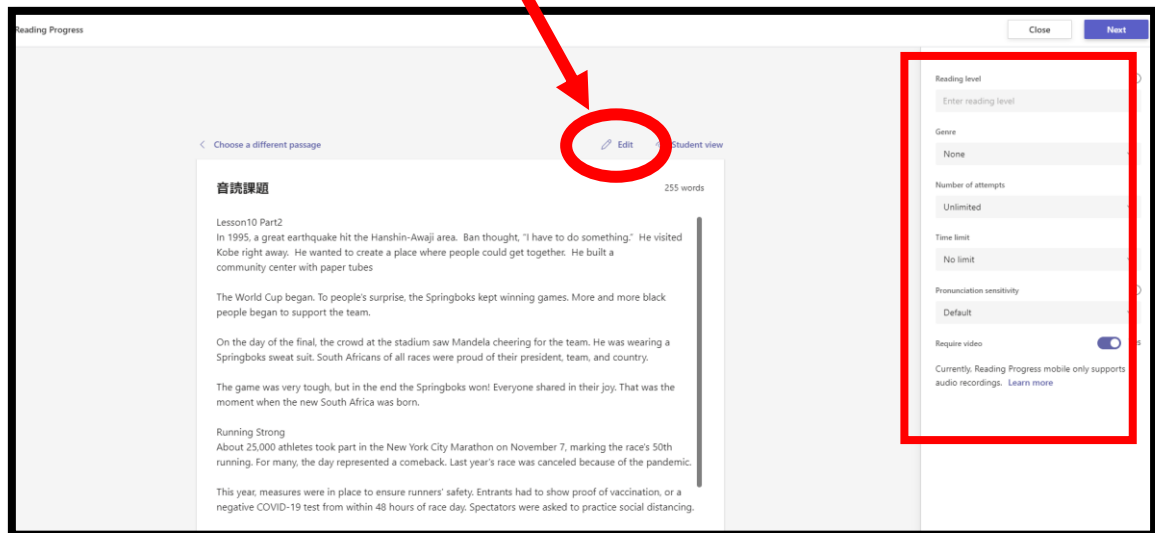 Reading Progress
Close
Next
Choose a different passage
Edit
Student view
音読課題
255 words
Lesson10 Part2
In 1995, a great earthquake hit the Hanshin-Awaji area.  Ban thought, "I have to do something."  He visited
Kobe right away.  He wanted to create a place where people could get together.  He built a
community center with paper tubes
The World Cup began. To people's surprise, the Springboks kept winning games. More and more black
people began to support the team.
On the day of the final, the crowd at the stadium saw Mandela cheering for the team. He was wearing a
Springboks sweat suit. South Africans of all races were proud of their president, team, and country.
The game was very tough, but in the end the Springboks won! Everyone shared in their joy. That was the
moment when the new South Africa was born.
Running Strong
About 25,000 athletes took part in the New York City Marathon on November 7, marking the race's 50th
running. For many, the day represented a comeback. Last year's race was canceled because of the pandemic.
This year, measures were in place to ensure runners' safety. Entrants had to show proof of vaccination, or a
negative COVID-19 test from within 48 hours of race day. Spectators were asked to practice social distancing.
Reading level
Enter reading level
Genre
None
Number of attempts
Unlimited
Time limit
No limit
Pronunciation sensitivity
Default
Require video
Currently, Reading Progress mobile only supports
audio recordings. Learn more